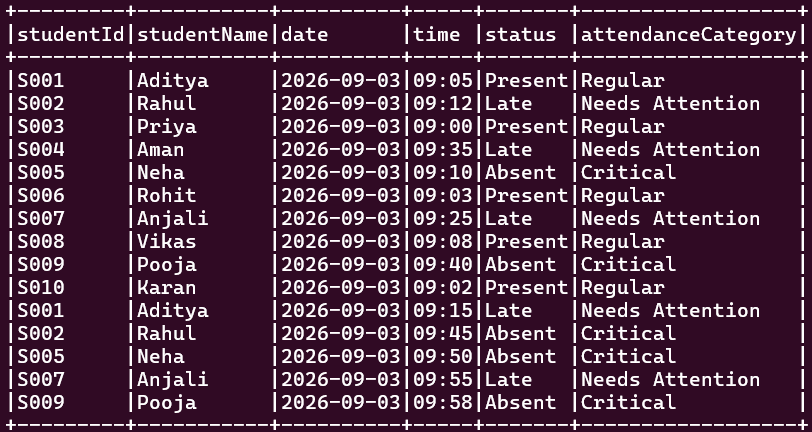 +---------+-----------+----------+-----+-------+------------------+
|studentId|studentName|date      |time |status |attendanceCategory|
+---------+-----------+----------+-----+-------+------------------+
|S001     |Aditya     |2026-09-03|09:05|Present|Regular           |
|S002     |Rahul      |2026-09-03|09:12|Late   |Needs Attention   |
|S003     |Priya      |2026-09-03|09:00|Present|Regular           |
|S004     |Aman       |2026-09-03|09:35|Late   |Needs Attention   |
|S005     |Neha       |2026-09-03|09:10|Absent |Critical          |
|S006     |Rohit      |2026-09-03|09:03|Present|Regular           |
|S007     |Anjali     |2026-09-03|09:25|Late   |Needs Attention   |
|S008     |Vikas      |2026-09-03|09:08|Present|Regular           |
|S009     |Pooja      |2026-09-03|09:40|Absent |Critical          |
|S010     |Karan      |2026-09-03|09:02|Present|Regular           |
|S001     |Aditya     |2026-09-03|09:15|Late   |Needs Attention   |
|S002     |Rahul      |2026-09-03|09:45|Absent |Critical          |
|S005     |Neha       |2026-09-03|09:50|Absent |Critical          |
|S007     |Anjali     |2026-09-03|09:55|Late   |Needs Attention   |
|S009     |Pooja      |2026-09-03|09:58|Absent |Critical          |
+---------+-----------+----------+-----+-------+------------------+